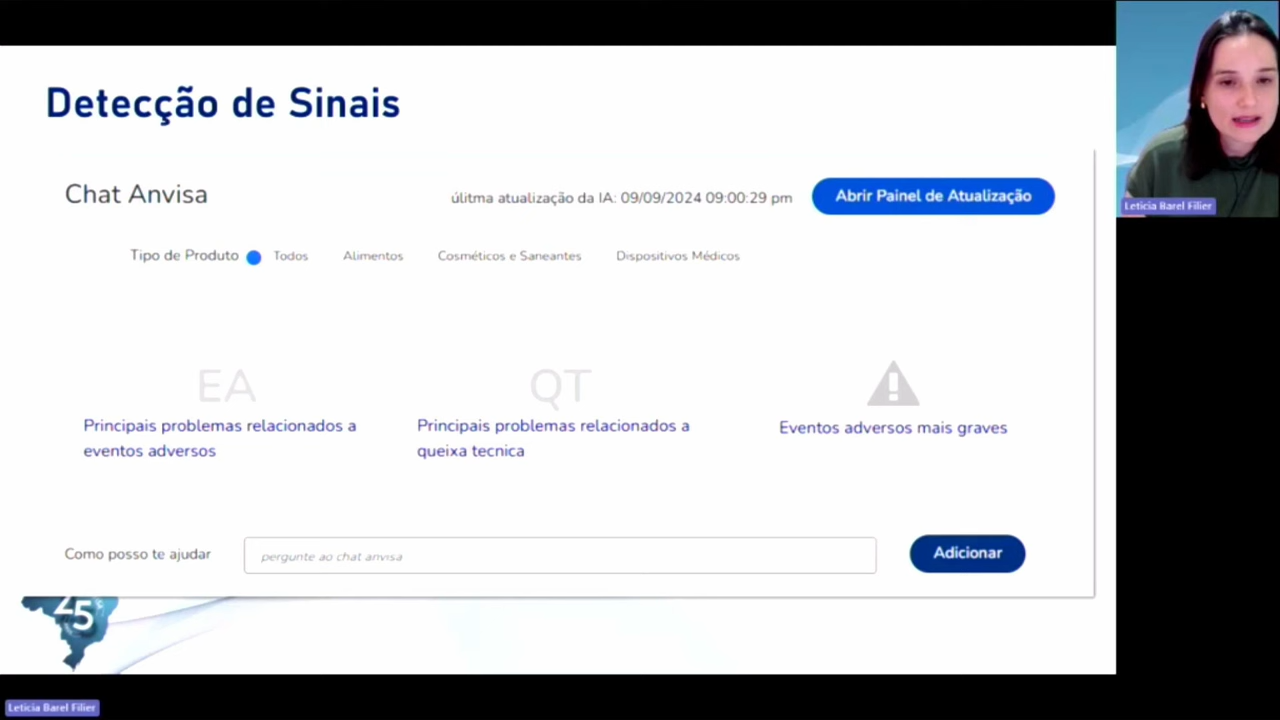 Detecção de Sinais
Chat Anvisa
úlitma atualização da IA: 09/09/2024 09:00:29 pm
Abrir Painel de Atualização
Tipo de Produto
Todos
Alimentos
Cosméticos e Saneantes
Dispositivos Médicos
EA
Principais problemas relacionados a
eventos adversos
QT
Principais problemas relacionados a
queixa tecnica
Eventos adversos mais graves
Como posso te ajudar
pergunte ao chat anvisa
Adicionar
25
Leticia Barel Filier
Leticia Barel Filier